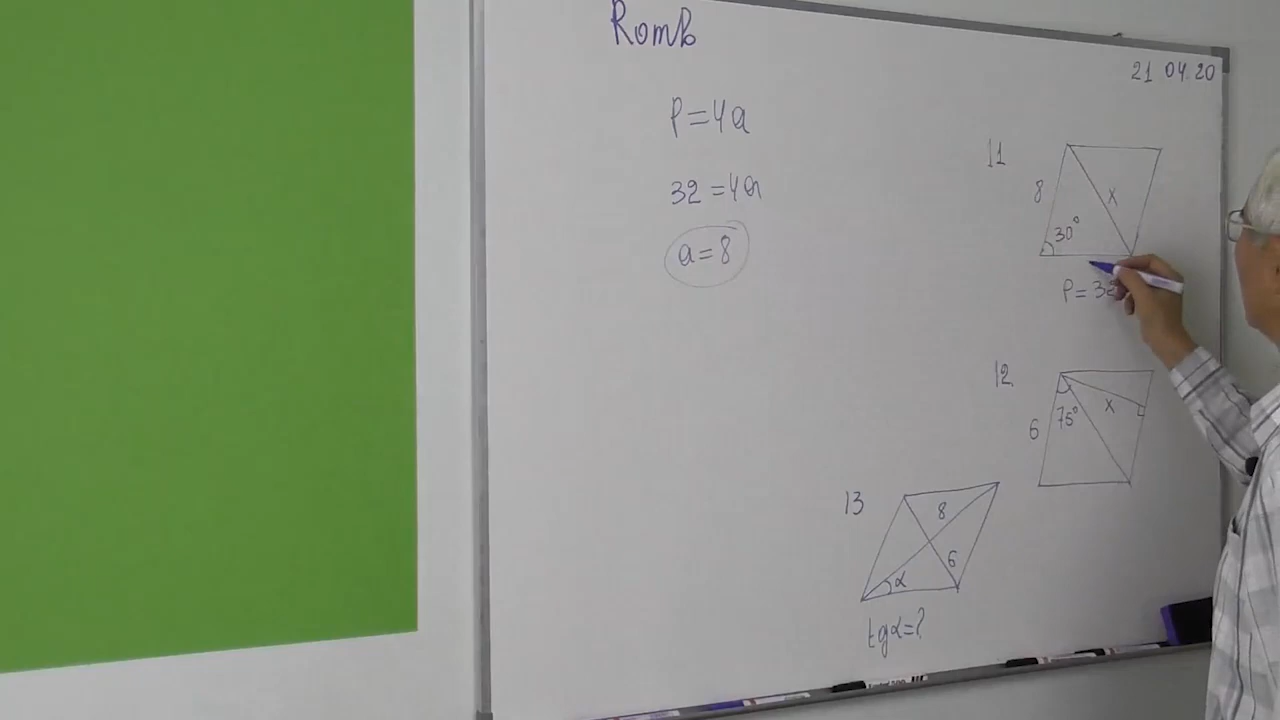 Romb
21 04.20
P=4a
32=4a
a=8
11
8
x
30°
P=32
12.
6
75°
x
13
8
6
α
tgα=?